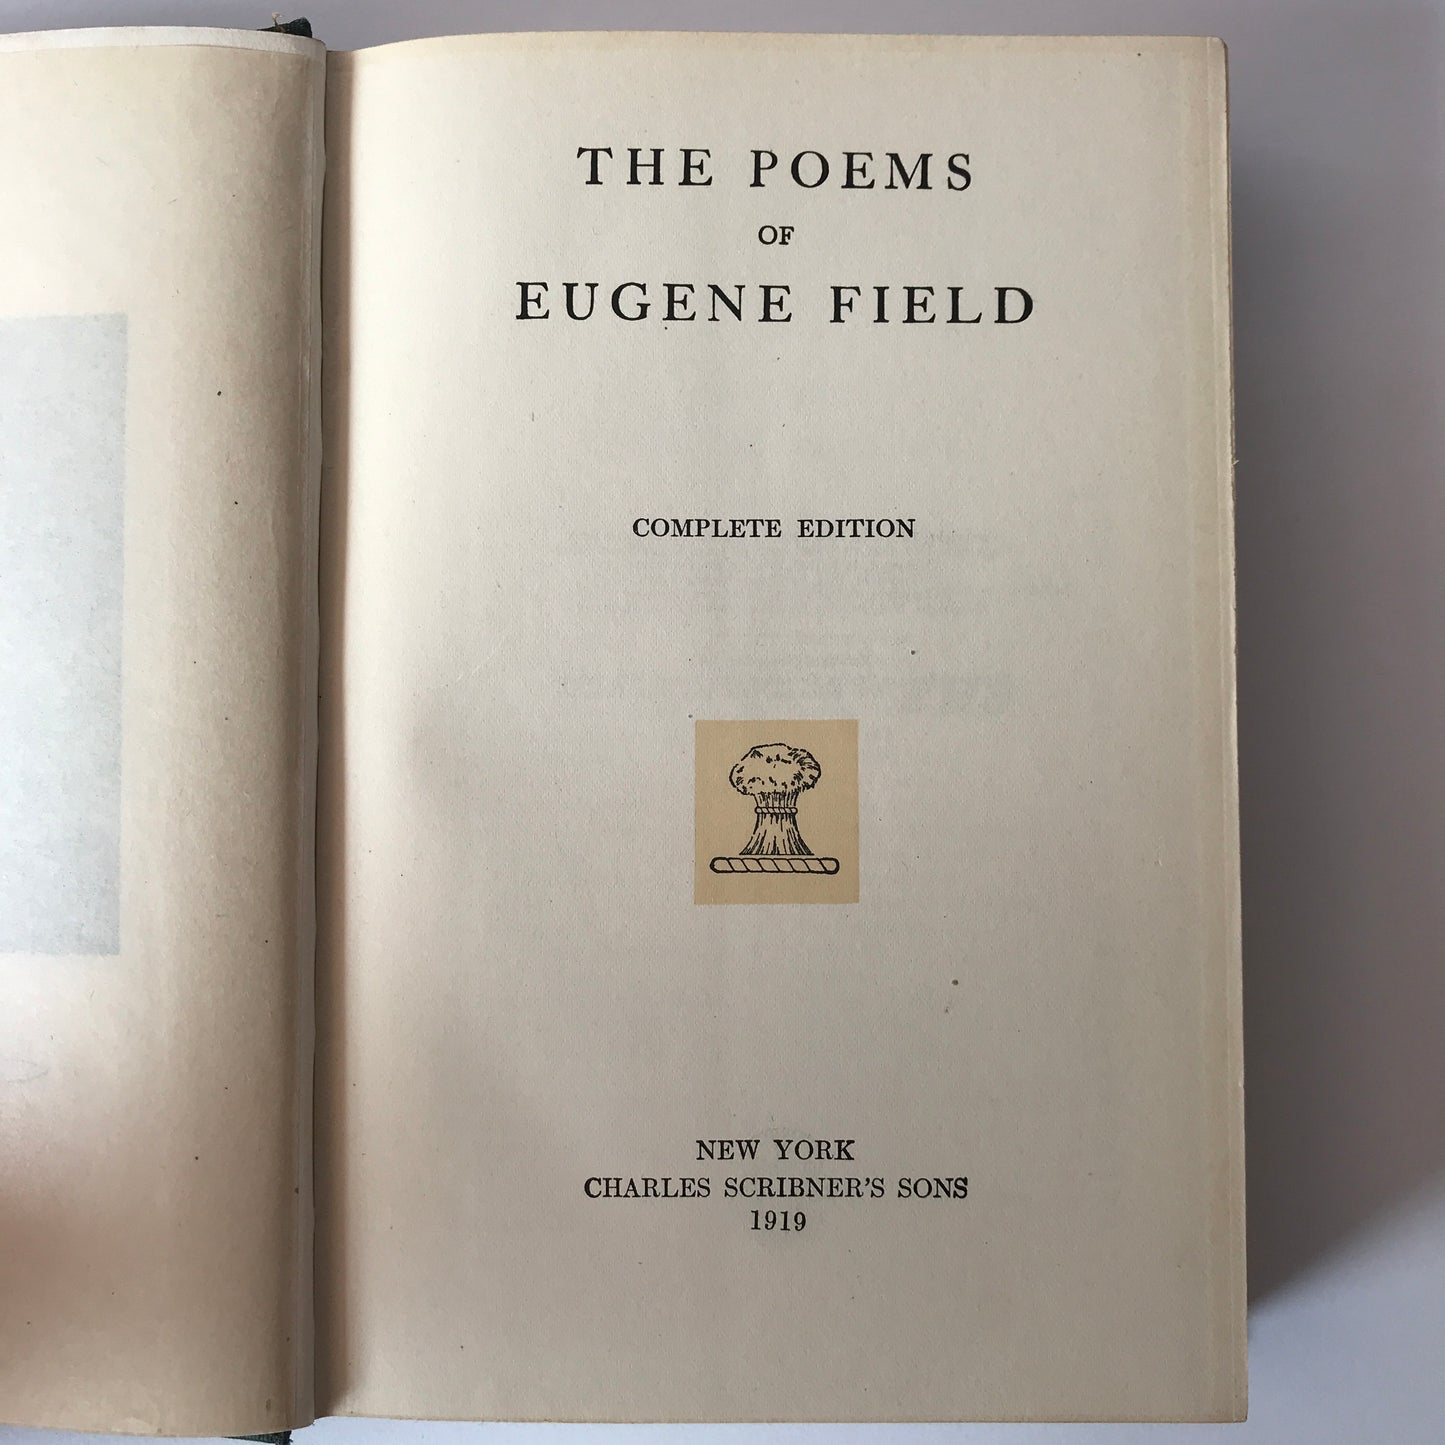 THE POEMS
OF
EUGENE FIELD
COMPLETE EDITION
NEW YORK
CHARLES SCRIBNER'S SONS
1919